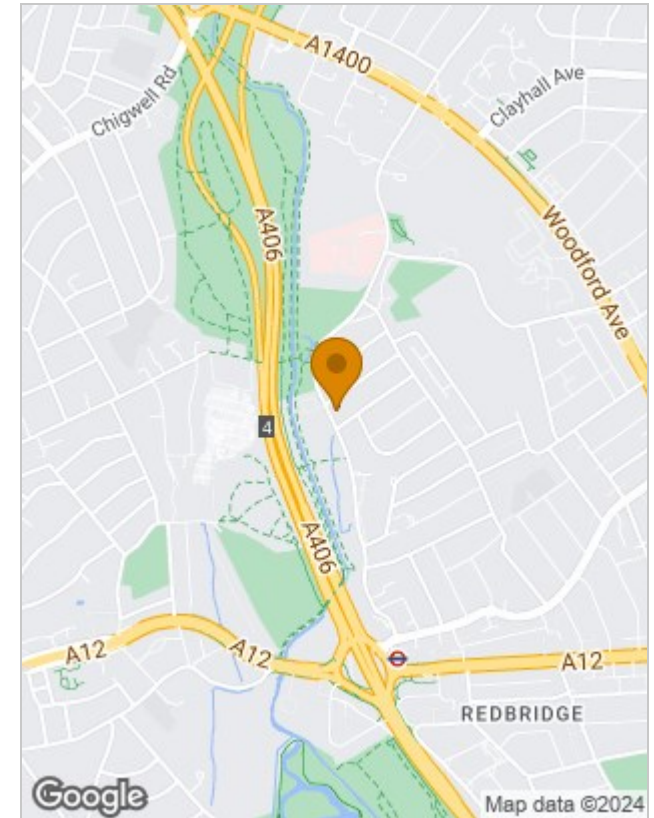 A1400
Clayhall Ave
Chigwell Rd
A406
Woodford Ave
4
A406
A12
A12
A12
REDBRIDGE
Google
Map data ©2024